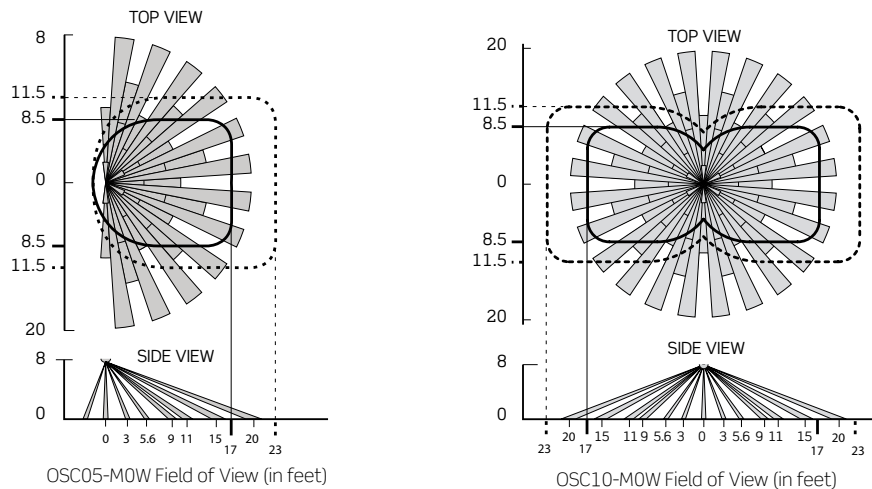 TOP VIEW
8
11.5
8.5
0
8.5
11.5
20
SIDE VIEW
8
0
0 3 5.6 9 11 15 17 20 23
OSC05-M0W Field of View (in feet)
TOP VIEW
20
11.5
8.5
0
8.5
11.5
20
SIDE VIEW
8
0
23 20 17 15 11 9 5.6 3 0 3 5.6 9 11 15 17 20 23
OSC10-M0W Field of View (in feet)